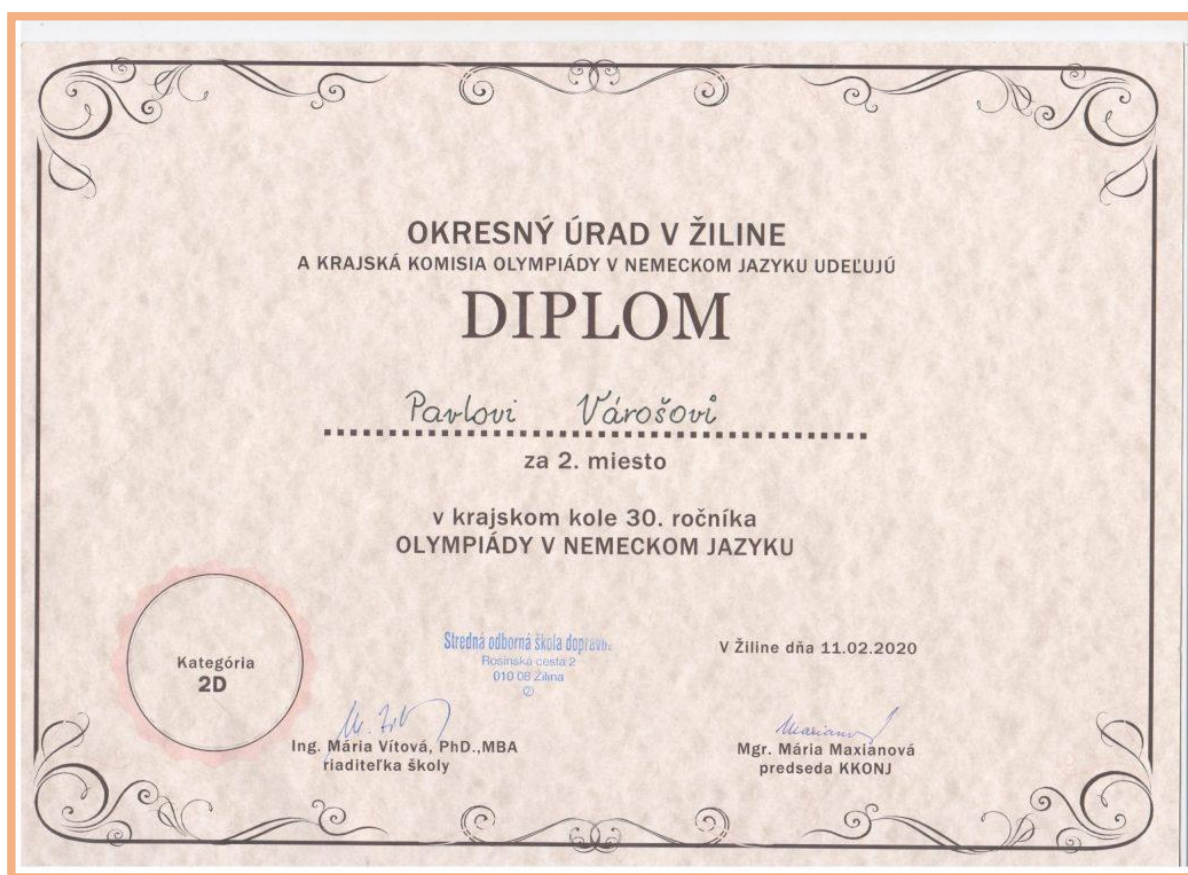 OKRESNÝ ÚRAD V ŽILINE
A KRAJSKÁ KOMISIA OLYMPIÁDY V NEMECKOM JAZYKU UDEĽUJÚ
DIPLOM
Pavlovi Várošovi
za 2. miesto
v krajskom kole 30. ročníka
OLYMPIÁDY V NEMECKOM JAZYKU
Kategória
2D
Stredná odborná škola dopravná
Rosinská cesta 2
010 08 Žilina
2
V Žiline dňa 11.02.2020
Ing. Mária Vítová, PhD.,MBA
riaditeľka školy
Mgr. Mária Maxianová
predseda KKONJ